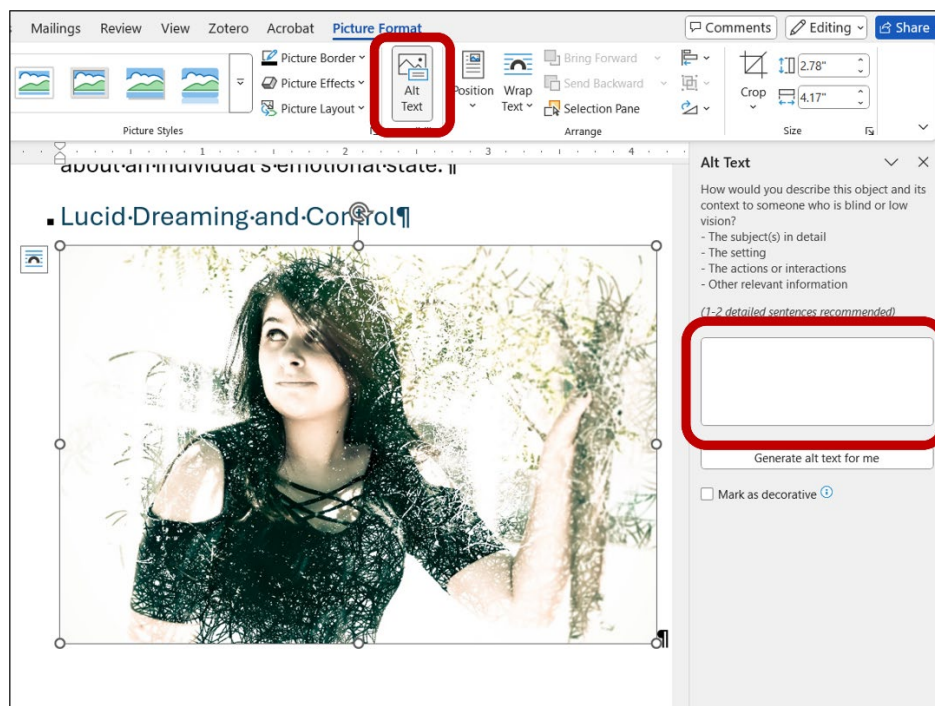 Mailings Review View Zotero Acrobat Picture Format
Comments Editing Share
Picture Border
Picture Effects
Picture Layout
Picture Styles
Alt
Text
Position
Wrap
Text
Bring Forward
Send Backward
Selection Pane
Arrange
Crop
2.78"
4.17"
Size
1 2 3 4
about·an·individual's·emotional·state.·¶
Lucid·Dreaming·and·Control¶
¶
Alt Text
How would you describe this object and its
context to someone who is blind or low
vision?
- The subject(s) in detail
- The setting
- The actions or interactions
- Other relevant information
(1-2 detailed sentences recommended)
Generate alt text for me
Mark as decorative